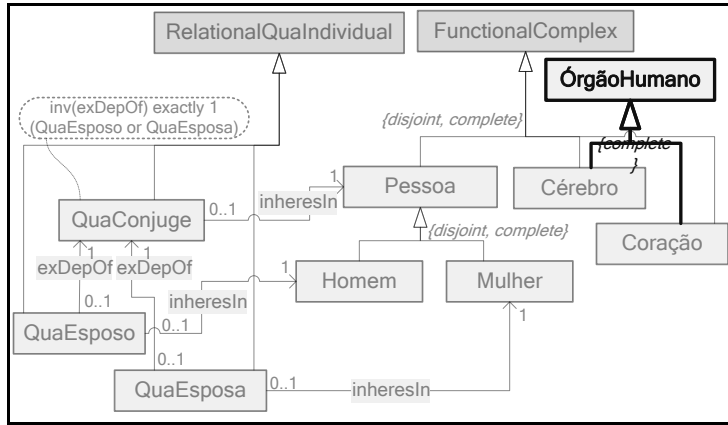 RelationalQuaIndividual
FunctionalComplex
ÓrgãoHumano
inv(exDepOf) exactly 1
(QuaEsposo or QuaEsposa)
{disjoint, complete}
{complete
}
1
Pessoa
Cérebro
QuaConjuge
0..1
inheresIn
Coração
{disjoint, complete}
1
1
exDepOf
exDepOf
1
Homem
Mulher
inheresIn
0..1
0..1
1
QuaEsposo
0..1
QuaEsposa
0..1
inheresIn